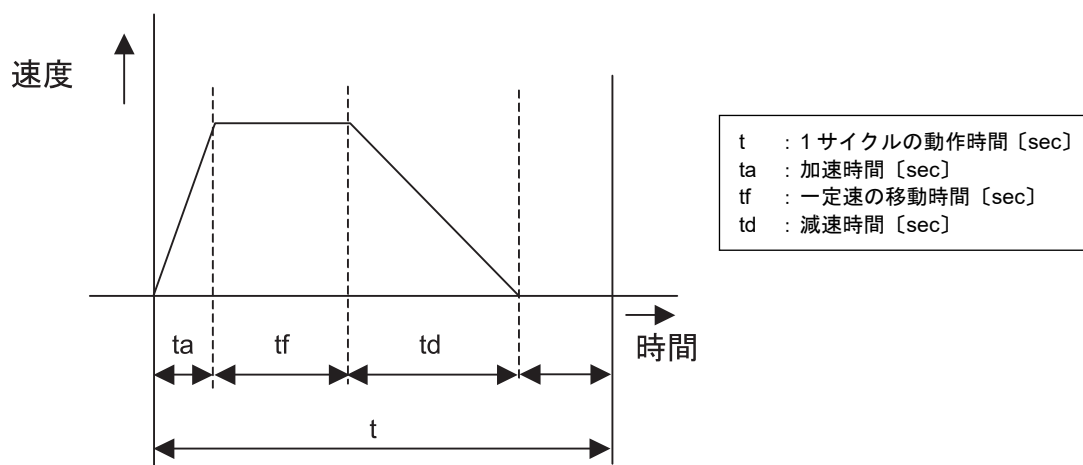 速度
t : 1サイクルの動作時間〔sec〕
ta : 加速時間〔sec〕
tf : 一定速の移動時間〔sec〕
td : 減速時間〔sec〕
ta tf td
時間
t